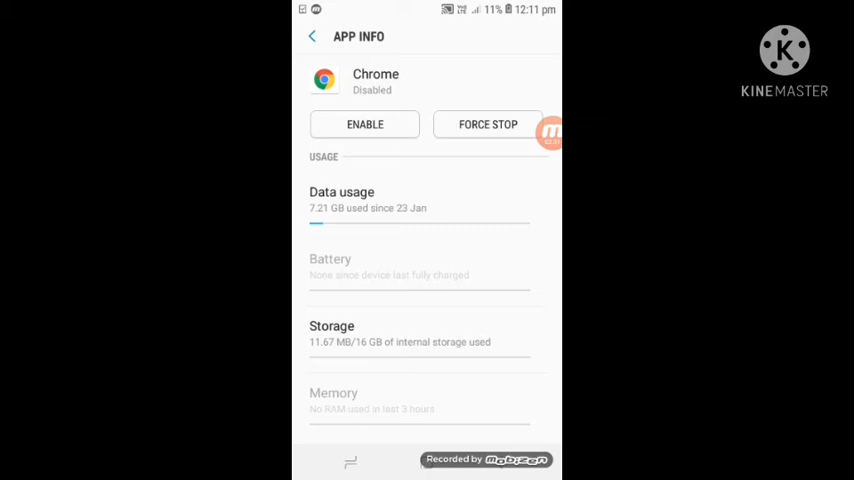 11% 12:11 pm
APP INFO
Chrome
Disabled
ENABLE
FORCE STOP
USAGE
Data usage
7.21 GB used since 23 Jan
Battery
None since device last fully charged
Storage
11.67 MB/16 GB of internal storage used
Memory
No RAM used in last 3 hours
Recorded by mobizen
K
KINEMASTER